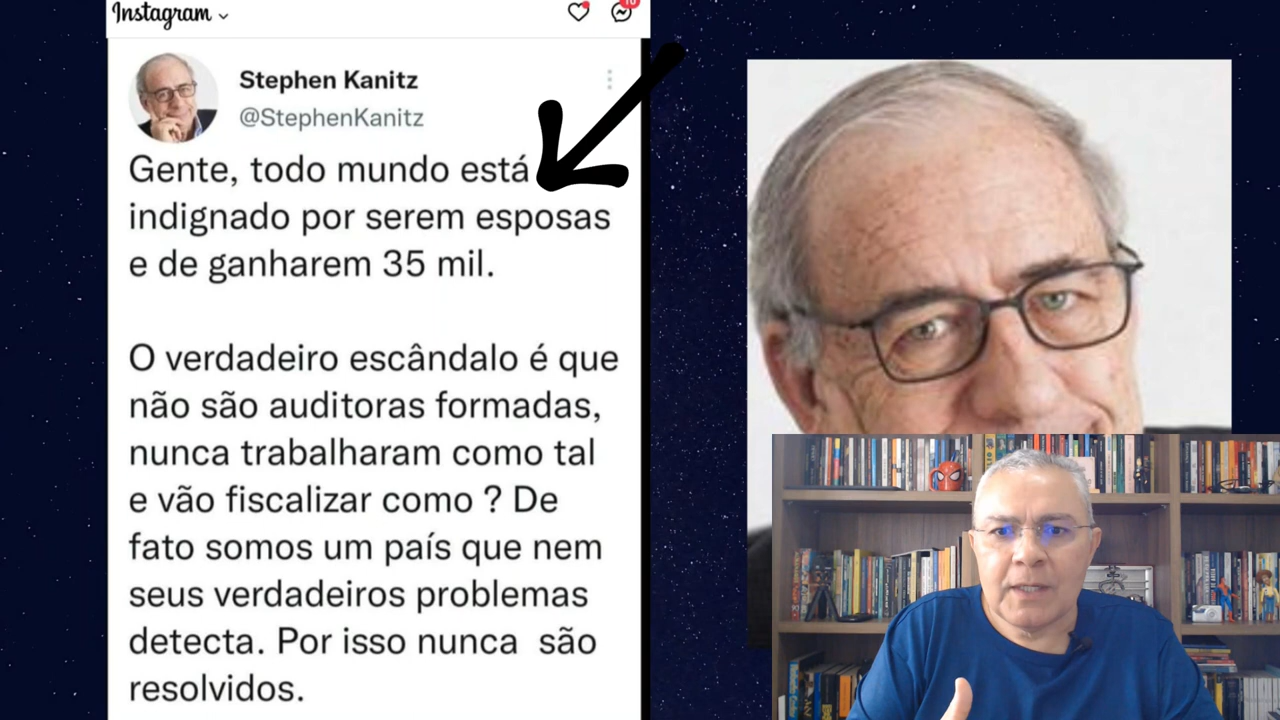 Instagram
10
Stephen Kanitz
@StephenKanitz
Gente, todo mundo está
indignado por serem esposas
e de ganharem 35 mil.
O verdadeiro escândalo é que
não são auditoras formadas,
nunca trabalharam como tal
e vão fiscalizar como ? De
fato somos um país que nem
seus verdadeiros problemas
detecta. Por isso nunca são
resolvidos.